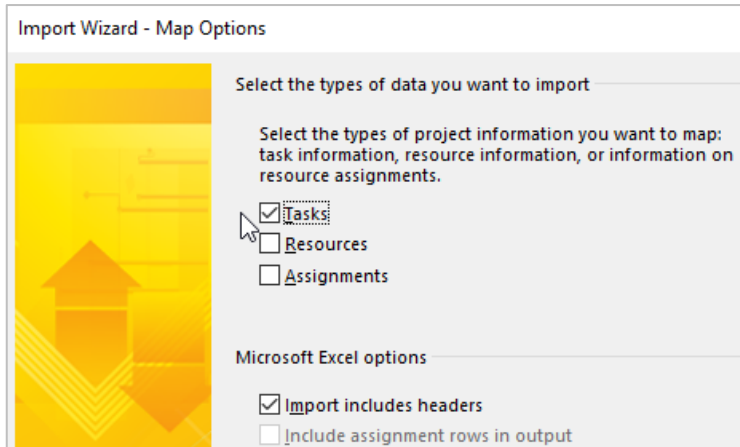 Import Wizard - Map Options
Select the types of data you want to import
Select the types of project information you want to map:
task information, resource information, or information on
resource assignments.
Tasks
Resources
Assignments
Microsoft Excel options
Import includes headers
Include assignment rows in output